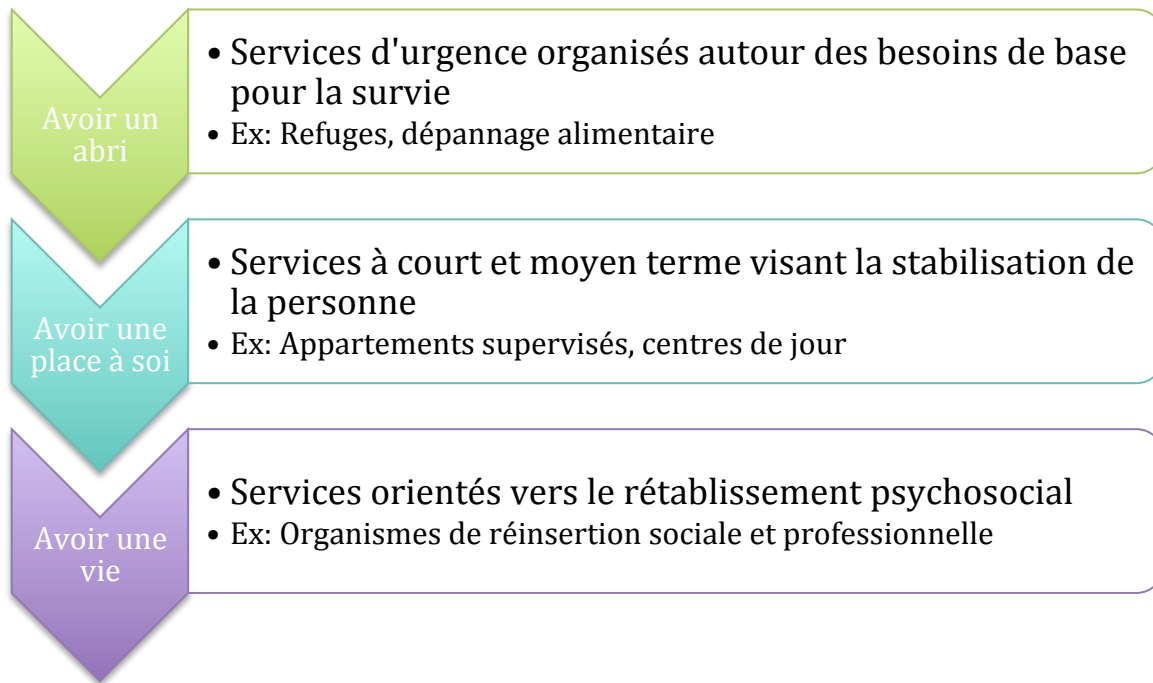 Avoir un
abri
• Services d'urgence organisés autour des besoins de base
pour la survie
• Ex: Refuges, dépannage alimentaire
Avoir une
place à soi
• Services à court et moyen terme visant la stabilisation de
la personne
• Ex: Appartements supervisés, centres de jour
Avoir une
vie
• Services orientés vers le rétablissement psychosocial
• Ex: Organismes de réinsertion sociale et professionnelle